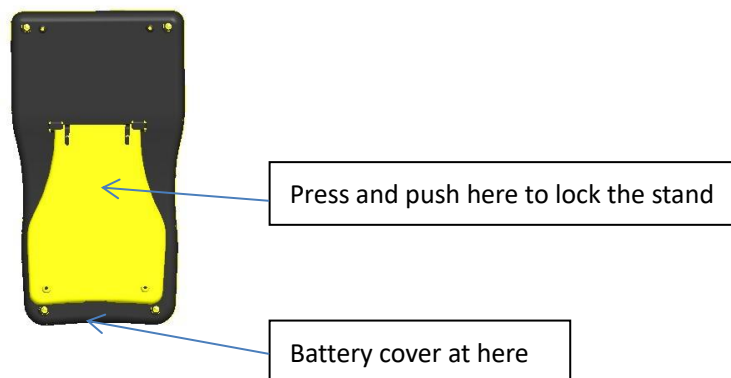 Press and push here to lock the stand
Battery cover at here